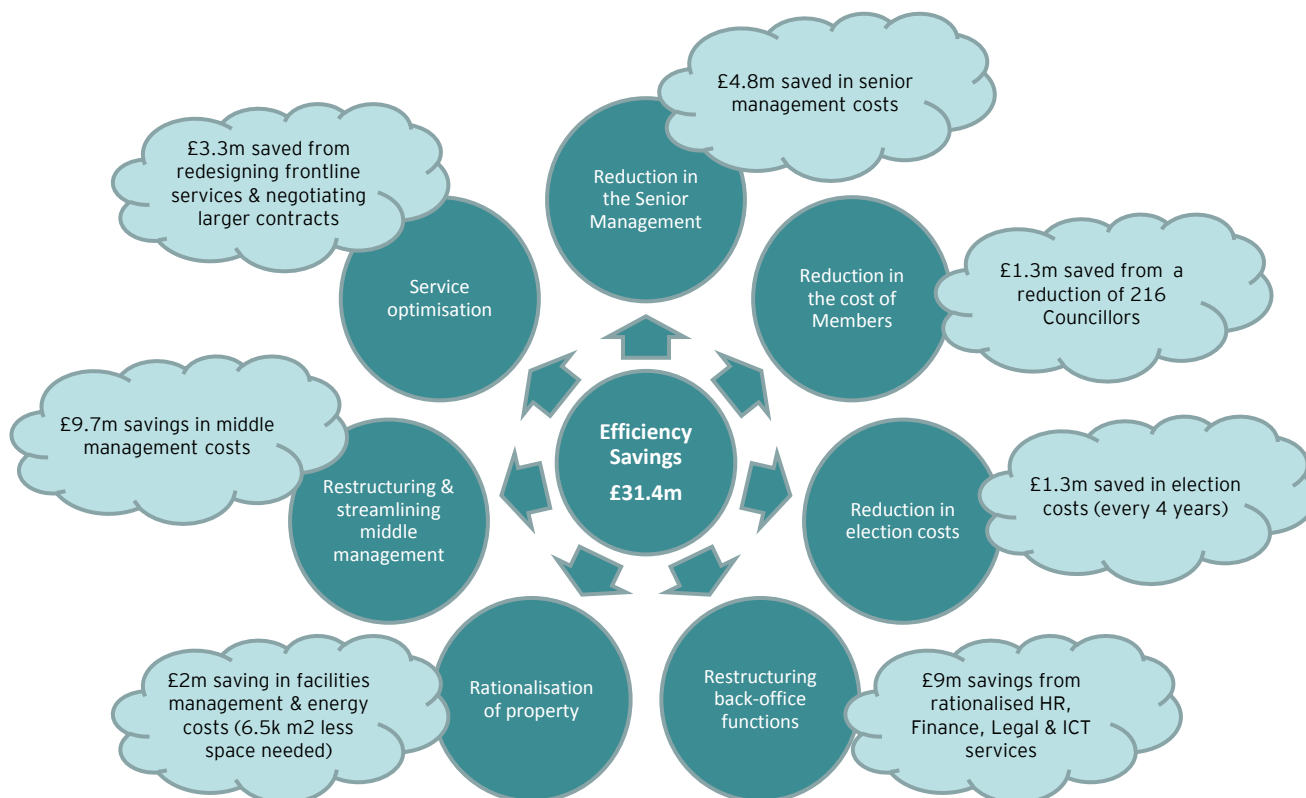 £4.8m saved in senior
management costs
Reduction in
the Senior
Management
£3.3m saved from
redesigning frontline
services & negotiating
larger contracts
Service
optimisation
Reduction in
the cost of
Members
£1.3m saved from  a
reduction of 216
Councillors
£9.7m savings in middle
management costs
Restructuring &
streamlining
middle
management
Efficiency
Savings
£31.4m
Reduction in
election costs
£1.3m saved in election
costs (every 4 years)
£2m saving in facilities
management & energy
costs (6.5k m2 less
space needed)
Rationalisation
of property
Restructuring
back-office
functions
£9m savings from
rationalised HR,
Finance, Legal & ICT
services